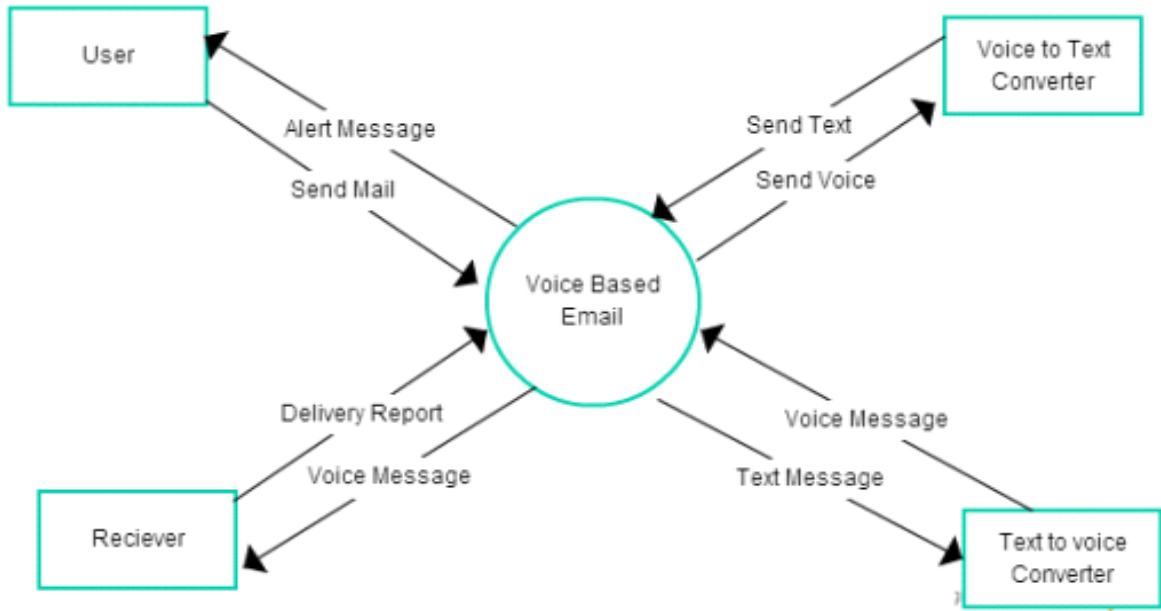 User
Voice to Text
Converter
Alert Message
Send Text
Send Mail
Send Voice
Voice Based
Email
Delivery Report
Voice Message
Voice Message
Text Message
Reciever
Text to voice
Converter